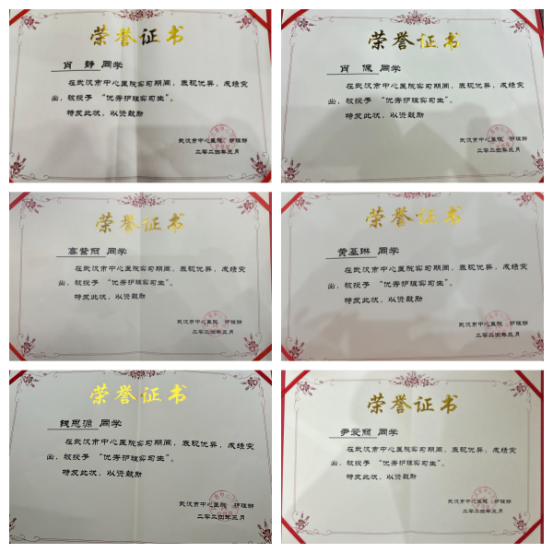 荣誉证书
肖静 同学
在武汉市中心医院实习期间，表现优异，成绩突
出，被授予 “优秀护理实习生”。
特发此状，以资鼓励
武汉市中心医院 护理部
二零二四年三月
荣誉证书
肖 同学
在武汉市中心医院实习期间，表现优异，成绩突
出，被授予 “优秀护理实习生”。
特发此状，以资鼓励
武汉市中心医院 护理部
二零二四年三月
荣誉证书
同学
在武汉市中心医院实习期间，表现优异，成绩突
出，被授予 “优秀护理实习生”。
特发此状，以资鼓励
武汉市中心医院 护理部
二零二四年三月
荣誉证书
黄基琳 同学
在武汉市中心医院实习期间，表现优异，成绩突
出，被授予 “优秀护理实习生”。
特发此状，以资鼓励
武汉市中心医院 护理部
二零二四年三月
荣誉证书
同学
在武汉市中心医院实习期间，表现优异，成绩突
出，被授予 “优秀护理实习生”。
特发此状，以资鼓励
武汉市中心医院 护理部
二零二四年三月
荣誉证书
同学
在武汉市中心医院实习期间，表现优异，成绩突
出，被授予 “优秀护理实习生”。
特发此状，以资鼓励
武汉市中心医院 护理部
二零二四年三月